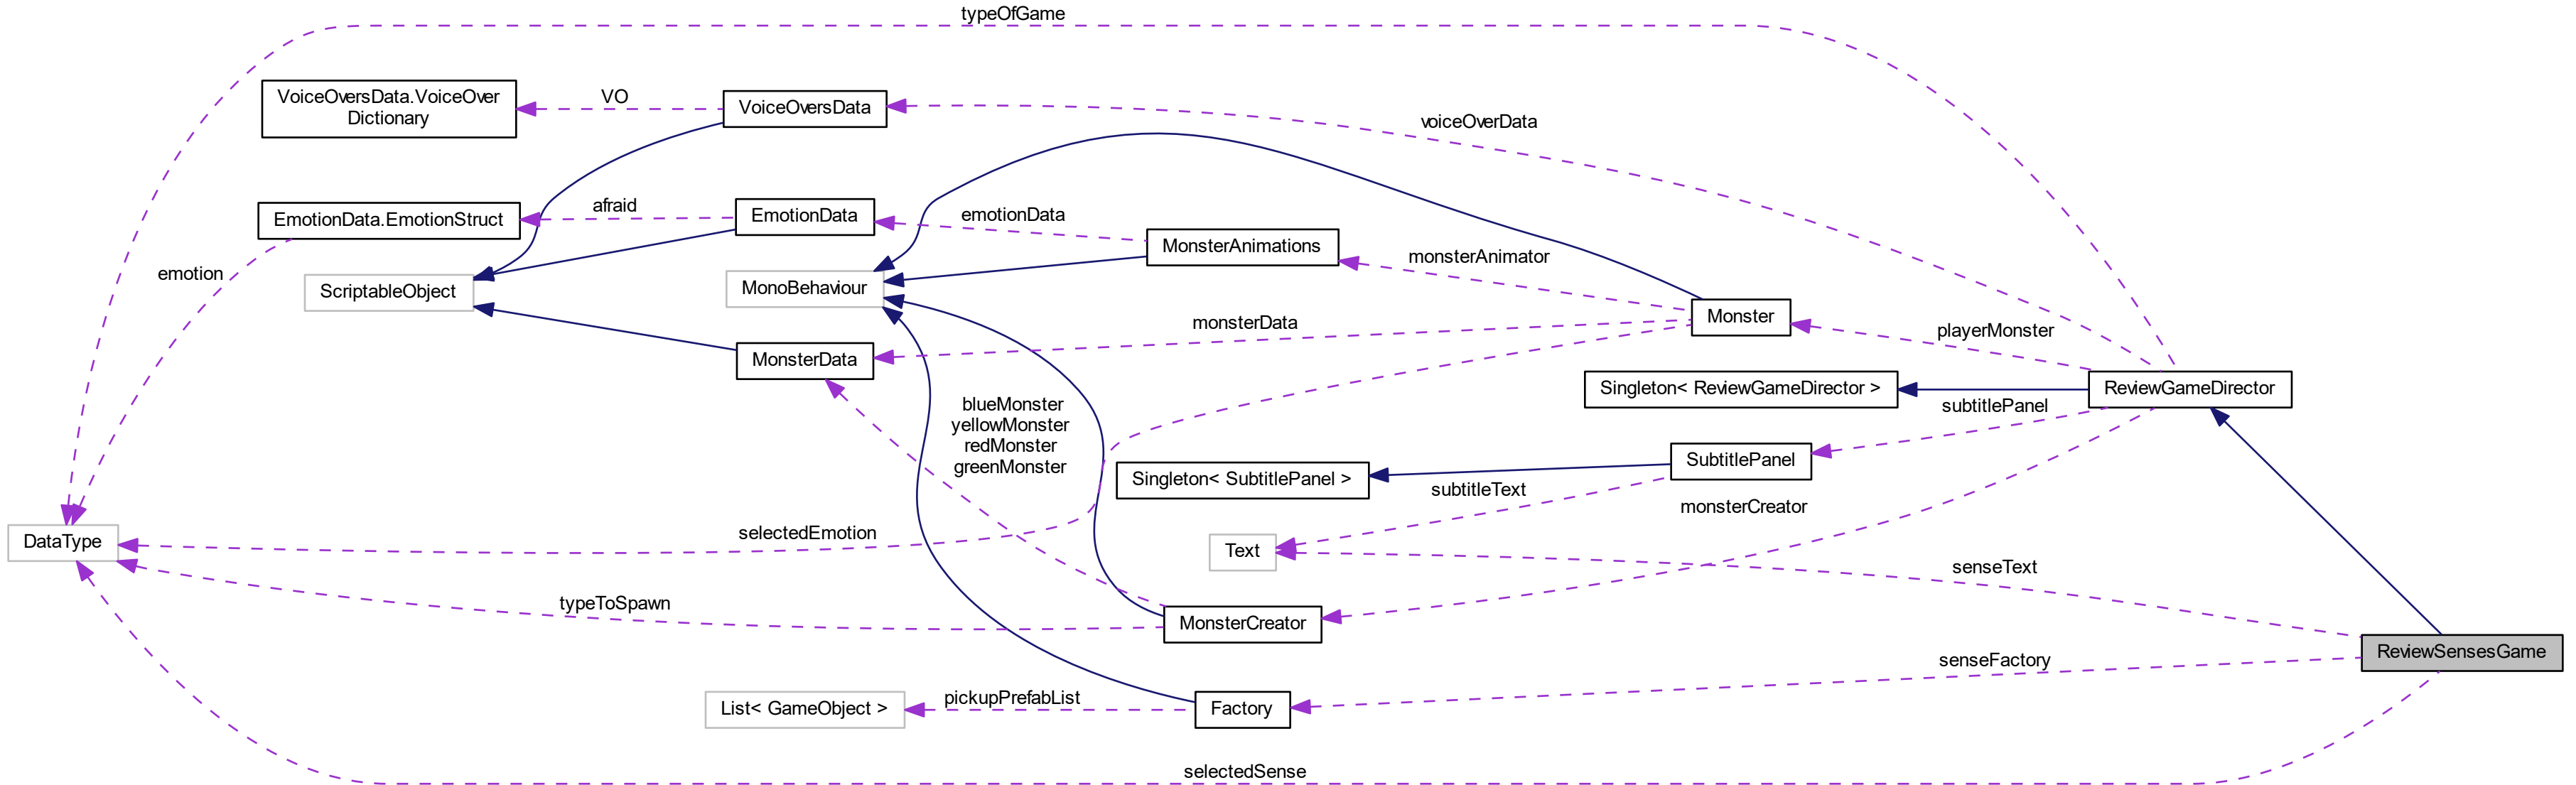 typeOfGame
VoiceOversData.VoiceOver
Dictionary
VO
VoiceOversData
voiceOverData
EmotionData.EmotionStruct
afraid
EmotionData
emotionData
MonsterAnimations
monsterAnimator
emotion
ScriptableObject
MonoBehaviour
monsterData
Monster
playerMonster
MonsterData
Singleton< ReviewGameDirector >
ReviewGameDirector
blueMonster
yellowMonster
redMonster
greenMonster
subtitlePanel
Singleton< SubtitlePanel >
SubtitlePanel
subtitleText
monsterCreator
DataType
selectedEmotion
Text
senseText
typeToSpawn
MonsterCreator
ReviewSensesGame
senseFactory
List< GameObject >
pickupPrefabList
Factory
selectedSense